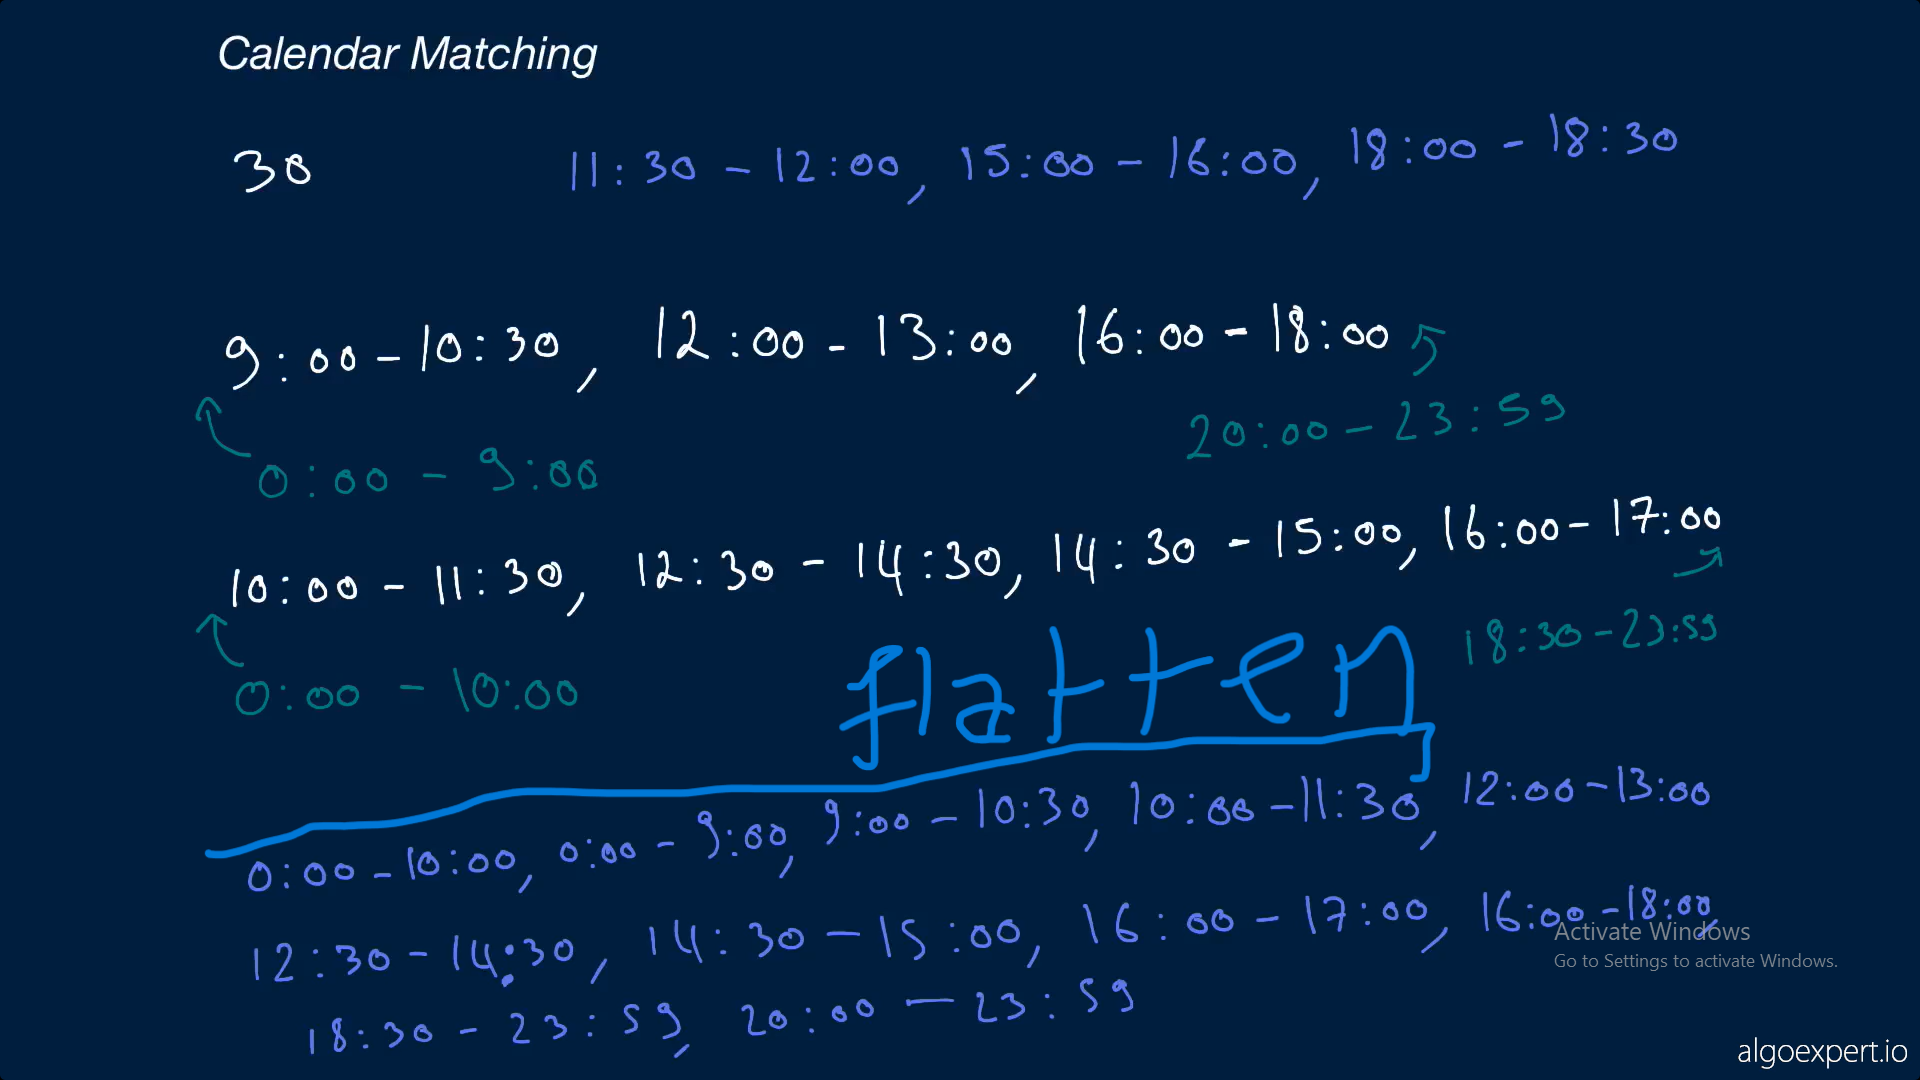 Calendar Matching
30 11:30 - 12:00, 15:00 - 16:00, 18:00 - 18:30
9:00 - 10:30, 12:00 - 13:00, 16:00 - 18:00
20:00 - 23:59
0:00 - 9:00
10:00 - 11:30, 12:30 - 14:30, 14:30 - 15:00, 16:00 - 17:00
18:30 - 23:59
0:00 - 10:00
flatten
0:00 - 10:00, 0:00 - 9:00, 9:00 - 10:30, 10:00 - 11:30, 12:00 - 13:00
12:30 - 14:30, 14:30 - 15:00, 16:00 - 17:00, 16:00 - 18:00,
Activate Windows
Go to Settings to activate Windows.
18:30 - 23:59, 20:00 - 23:59
algoexpert.io